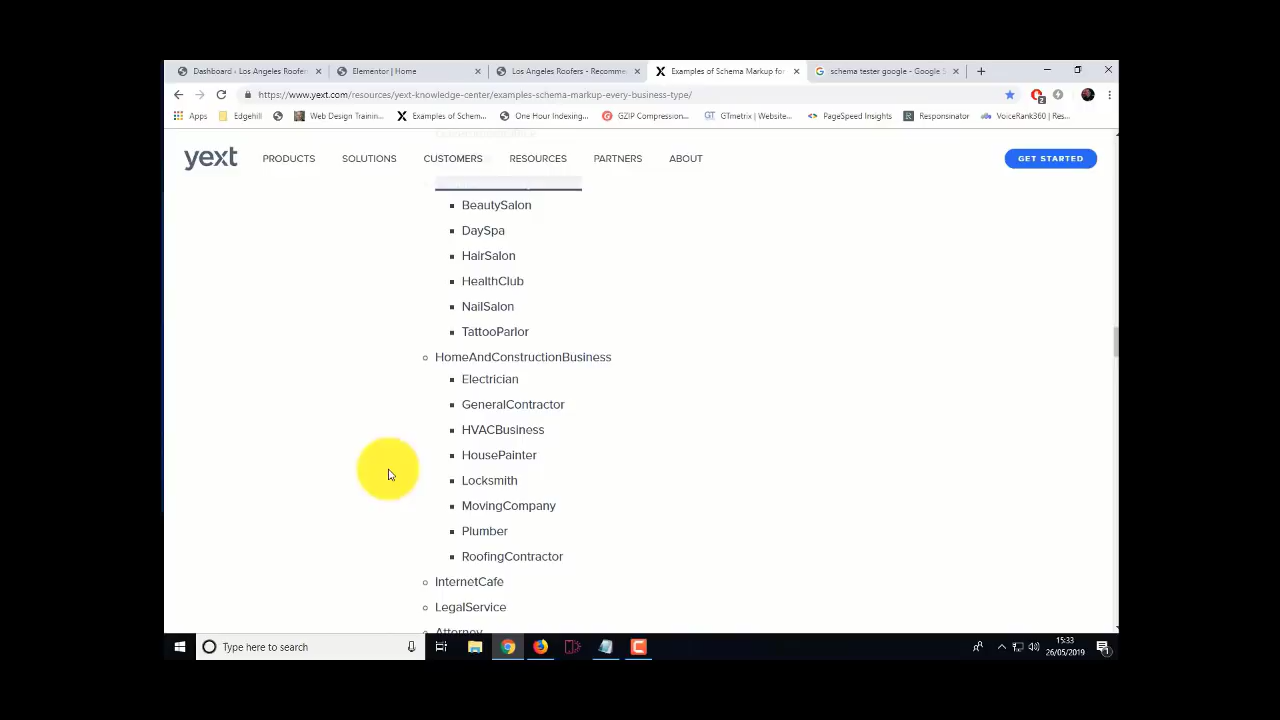 Dashboard ‹ Los Angeles Roofer
Elementor | Home
Los Angeles Roofers - Recomme
Examples of Schema Markup for
schema tester google - Google S
https://www.yext.com/resources/yext-knowledge-center/examples-schema-markup-every-business-type/
Apps
Edgehill
Web Design Trainin...
Examples of Schem...
One Hour Indexing...
GZIP Compression...
GTmetrix | Website...
PageSpeed Insights
Responsinator
VoiceRank360 | Res...
yext
PRODUCTS
SOLUTIONS
CUSTOMERS
RESOURCES
PARTNERS
ABOUT
GET STARTED
BeautySalon
DaySpa
HairSalon
HealthClub
NailSalon
TattooParlor
HomeAndConstructionBusiness
Electrician
GeneralContractor
HVACBusiness
HousePainter
Locksmith
MovingCompany
Plumber
RoofingContractor
InternetCafe
LegalService
Attorney
Type here to search
15:33
26/05/2019